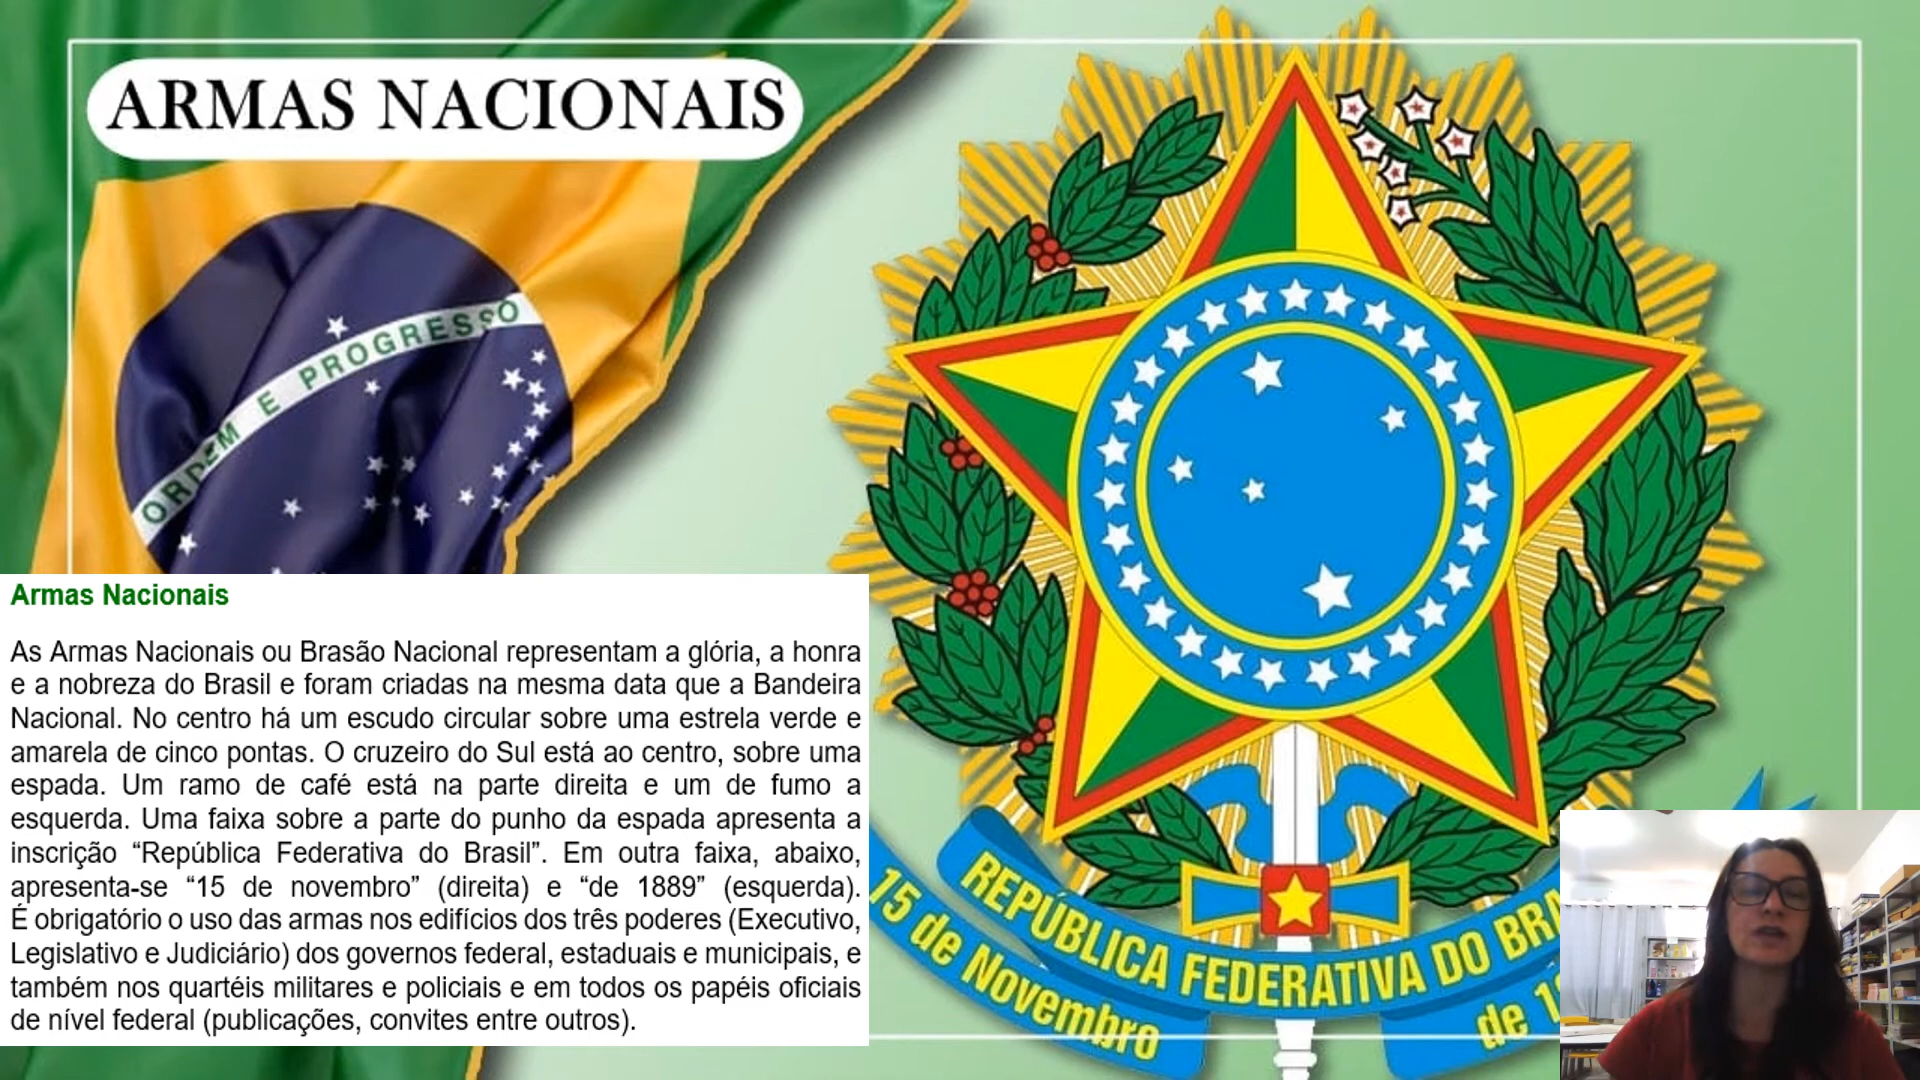 ARMAS NACIONAIS
ORDEM E PROGRESSO
Armas Nacionais
As Armas Nacionais ou Brasão Nacional representam a glória, a honra
e a nobreza do Brasil e foram criadas na mesma data que a Bandeira
Nacional. No centro há um escudo circular sobre uma estrela verde e
amarela de cinco pontas. O cruzeiro do Sul está ao centro, sobre uma
espada. Um ramo de café está na parte direita e um de fumo a
esquerda. Uma faixa sobre a parte do punho da espada apresenta a
inscrição “República Federativa do Brasil”. Em outra faixa, abaixo,
apresenta-se “15 de novembro” (direita) e “de 1889” (esquerda).
É obrigatório o uso das armas nos edifícios dos três poderes (Executivo,
Legislativo e Judiciário) dos governos federal, estaduais e municipais, e
também nos quartéis militares e policiais e em todos os papéis oficiais
de nível federal (publicações, convites entre outros).
REPÚBLICA FEDERATIVA DO BRA
15 de Novembro
de 1